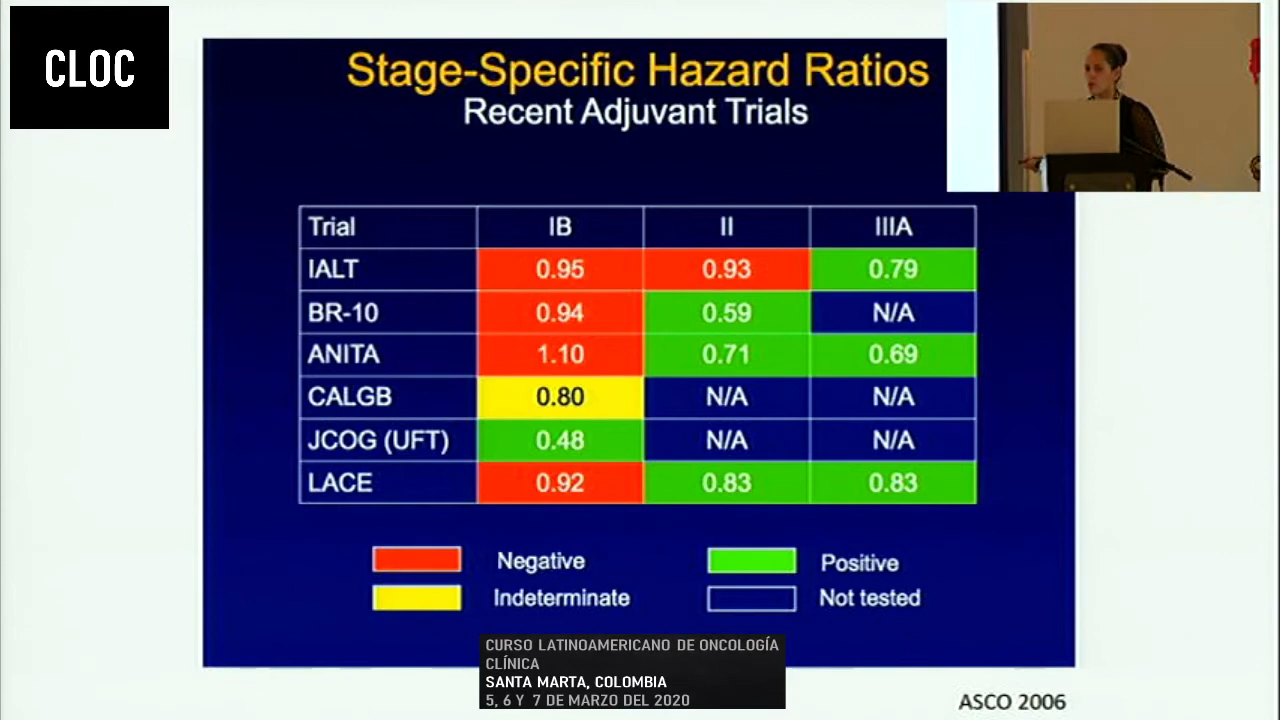 CLOC
Stage-Specific Hazard Ratios
Recent Adjuvant Trials
Trial IB II IIIA
IALT 0.95 0.93 0.79
BR-10 0.94 0.59 N/A
ANITA 1.10 0.71 0.69
CALGB 0.80 N/A N/A
JCOG (UFT) 0.48 N/A N/A
LACE 0.92 0.83 0.83
Negative Positive
Indeterminate Not tested
CURSO LATINOAMERICANO DE ONCOLOGÍA
CLÍNICA
SANTA MARTA, COLOMBIA
5, 6 Y 7 DE MARZO DEL 2020
ASCO 2006